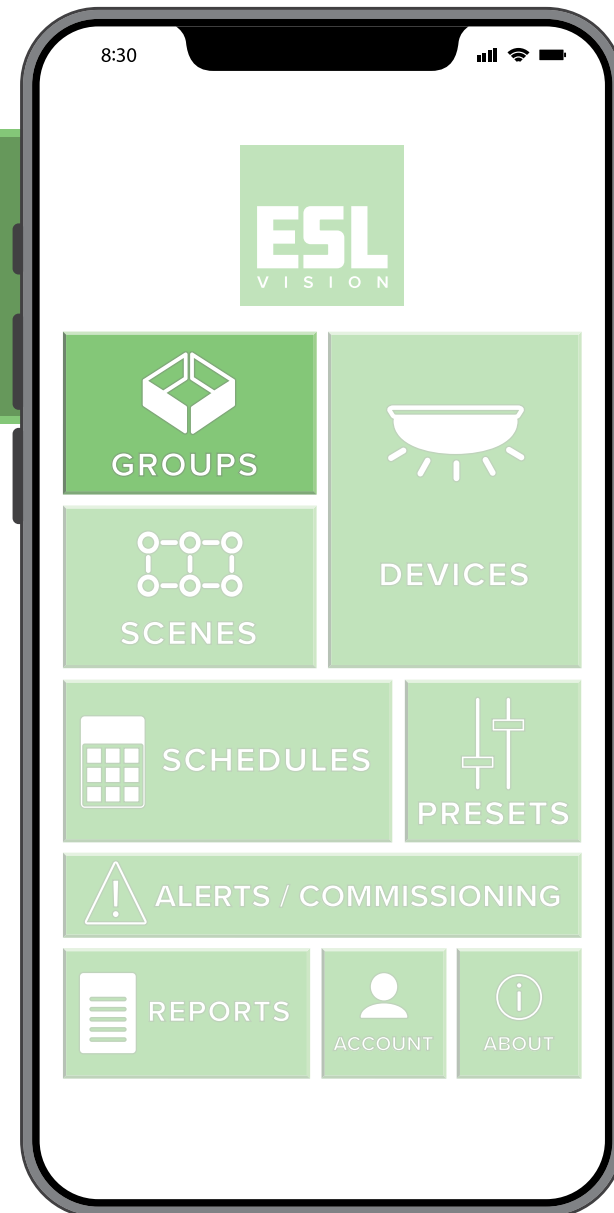 8:30
ESL
VISION
GROUPS
DEVICES
SCENES
SCHEDULES
PRESETS
ALERTS / COMMISSIONING
REPORTS
ACCOUNT
ABOUT